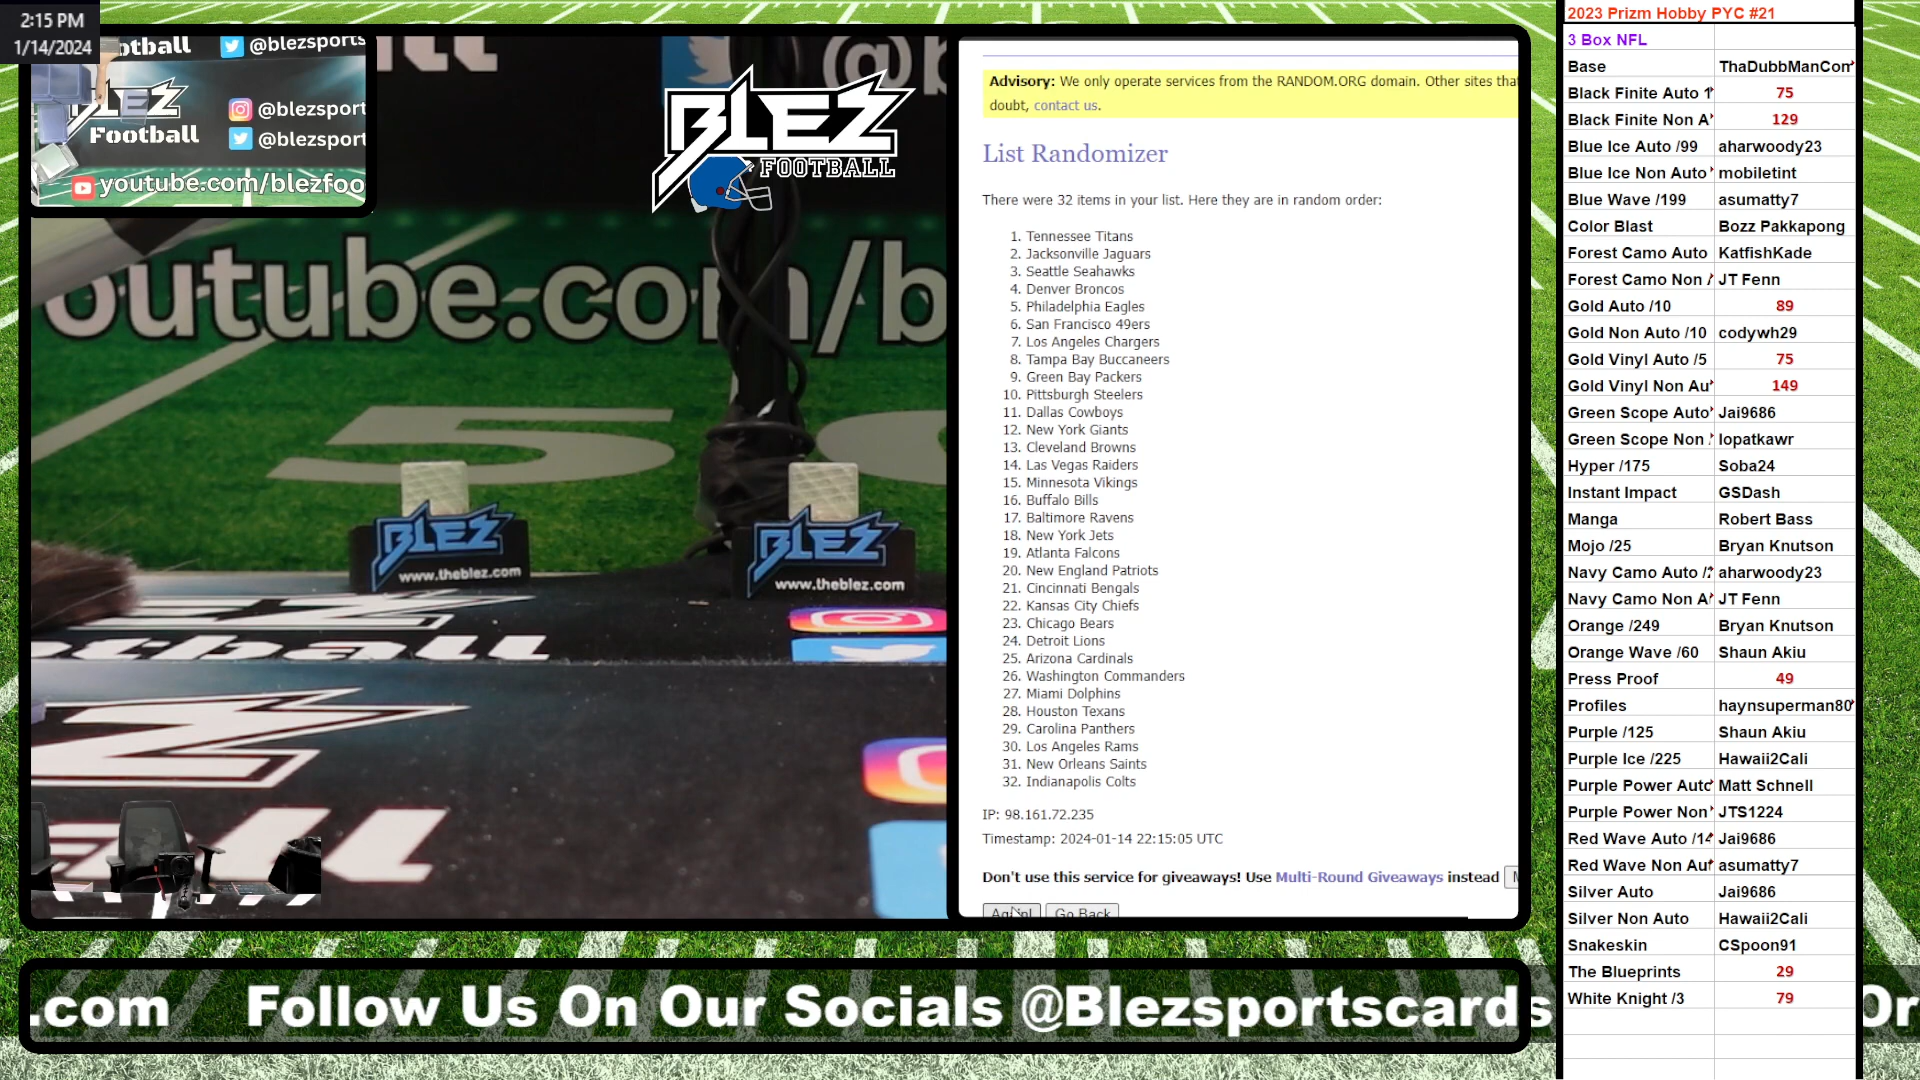 2:15 PM
1/14/2024
otball @blezsports
BLEZ
Football
@blezsport
@blezsport
youtube.com/blezfoo
@b
BLEZ
FOOTBALL
outube.com/b
5
BLEZ
www.theblez.com
BLEZ
www.theblez.com
Advisory: We only operate services from the RANDOM.ORG domain. Other sites that
doubt, contact us.
List Randomizer
There were 32 items in your list. Here they are in random order:
1. Tennessee Titans
2. Jacksonville Jaguars
3. Seattle Seahawks
4. Denver Broncos
5. Philadelphia Eagles
6. San Francisco 49ers
7. Los Angeles Chargers
8. Tampa Bay Buccaneers
9. Green Bay Packers
10. Pittsburgh Steelers
11. Dallas Cowboys
12. New York Giants
13. Cleveland Browns
14. Las Vegas Raiders
15. Minnesota Vikings
16. Buffalo Bills
17. Baltimore Ravens
18. New York Jets
19. Atlanta Falcons
20. New England Patriots
21. Cincinnati Bengals
22. Kansas City Chiefs
23. Chicago Bears
24. Detroit Lions
25. Arizona Cardinals
26. Washington Commanders
27. Miami Dolphins
28. Houston Texans
29. Carolina Panthers
30. Los Angeles Rams
31. New Orleans Saints
32. Indianapolis Colts
IP: 98.161.72.235
Timestamp: 2024-01-14 22:15:05 UTC
Don't use this service for giveaways! Use Multi-Round Giveaways instead
Again! Go Back
2023 Prizm Hobby PYC #21
3 Box NFL
Base ThaDubbManCom
Black Finite Auto 1 75
Black Finite Non A 129
Blue Ice Auto /99 aharwoody23
Blue Ice Non Auto mobiletint
Blue Wave /199 asumatty7
Color Blast Bozz Pakkapong
Forest Camo Auto KatfishKade
Forest Camo Non JT Fenn
Gold Auto /10 89
Gold Non Auto /10 codywh29
Gold Vinyl Auto /5 75
Gold Vinyl Non Au 149
Green Scope Auto Jai9686
Green Scope Non lopatkawr
Hyper /175 Soba24
Instant Impact GSDash
Manga Robert Bass
Mojo /25 Bryan Knutson
Navy Camo Auto / aharwoody23
Navy Camo Non A JT Fenn
Orange /249 Bryan Knutson
Orange Wave /60 Shaun Akiu
Press Proof 49
Profiles haynsuperman80
Purple /125 Shaun Akiu
Purple Ice /225 Hawaii2Cali
Purple Power Auto Matt Schnell
Purple Power Non JTS1224
Red Wave Auto /14 Jai9686
Red Wave Non Au asumatty7
Silver Auto Jai9686
Silver Non Auto Hawaii2Cali
Snakeskin CSpoon91
The Blueprints 29
White Knight /3 79
.com Follow Us On Our Socials @Blezsportscards Or